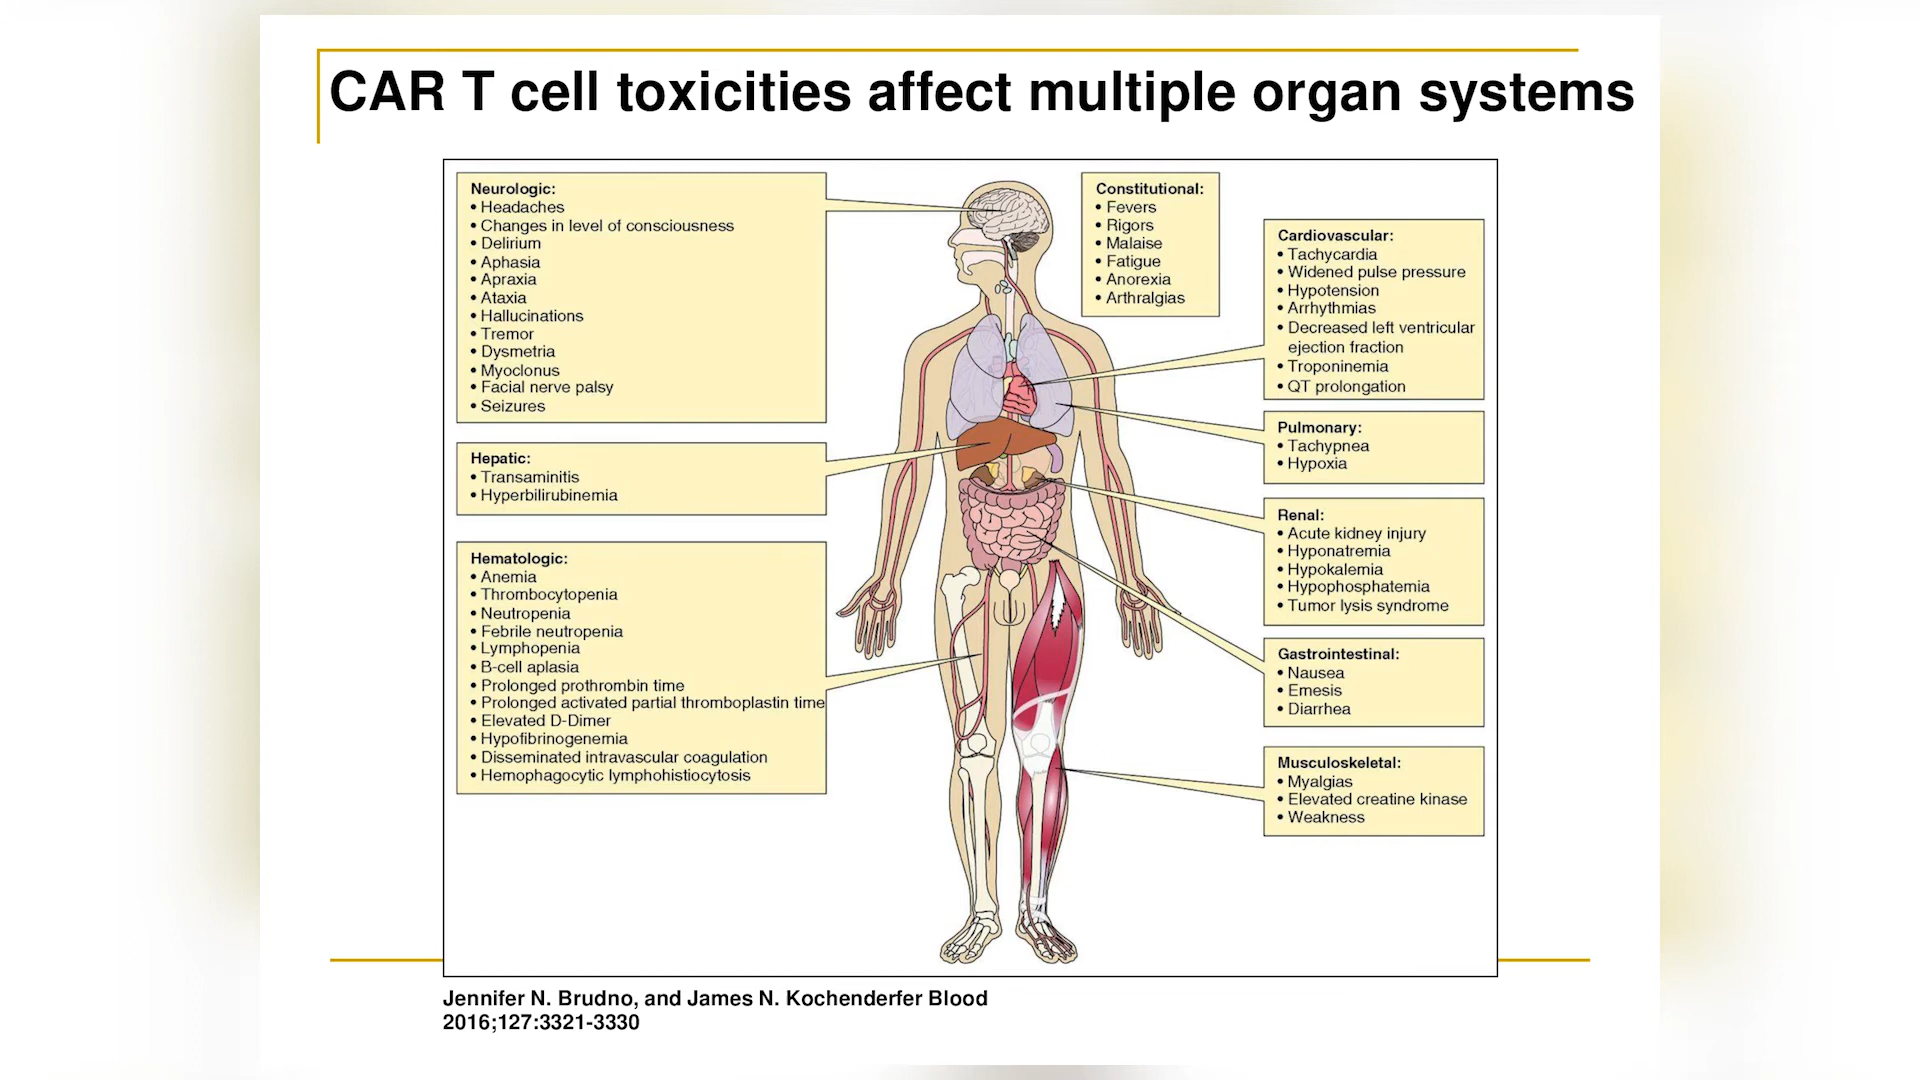 CAR T cell toxicities affect multiple organ systems
Neurologic:
• Headaches
• Changes in level of consciousness
• Delirium
• Aphasia
• Apraxia
• Ataxia
• Hallucinations
• Tremor
• Dysmetria
• Myoclonus
• Facial nerve palsy
• Seizures
Hepatic:
• Transaminitis
• Hyperbilirubinemia
Hematologic:
• Anemia
• Thrombocytopenia
• Neutropenia
• Febrile neutropenia
• Lymphopenia
• B-cell aplasia
• Prolonged prothrombin time
• Prolonged activated partial thromboplastin time
• Elevated D-Dimer
• Hypofibrinogenemia
• Disseminated intravascular coagulation
• Hemophagocytic lymphohistiocytosis
Constitutional:
• Fevers
• Rigors
• Malaise
• Fatigue
• Anorexia
• Arthralgias
Cardiovascular:
• Tachycardia
• Widened pulse pressure
• Hypotension
• Arrhythmias
• Decreased left ventricular
ejection fraction
• Troponinemia
• QT prolongation
Pulmonary:
• Tachypnea
• Hypoxia
Renal:
• Acute kidney injury
• Hyponatremia
• Hypokalemia
• Hypophosphatemia
• Tumor lysis syndrome
Gastrointestinal:
• Nausea
• Emesis
• Diarrhea
Musculoskeletal:
• Myalgias
• Elevated creatine kinase
• Weakness
Jennifer N. Brudno, and James N. Kochenderfer Blood
2016;127:3321-3330